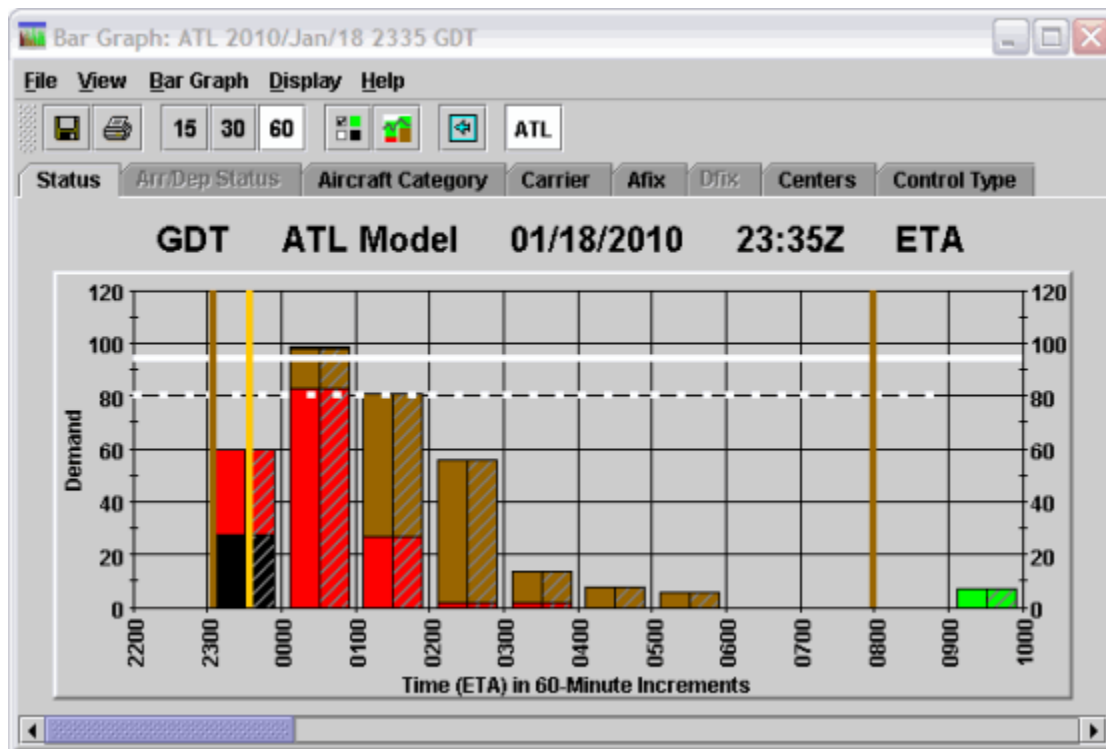 Bar Graph: ATL 2010/Jan/18 2335 GDT
File View Bar Graph Display Help
15 30 60 ATL
Status Arr/Dep Status Aircraft Category Carrier Afix Dfix Centers Control Type
GDT ATL Model 01/18/2010 23:35Z ETA
120 120
100 100
80 80
60 60
40 40
20 20
0 0
Demand
2200 2300 0000 0100 0200 0300 0400 0500 0600 0700 0800 0900 1000
Time (ETA) in 60-Minute Increments